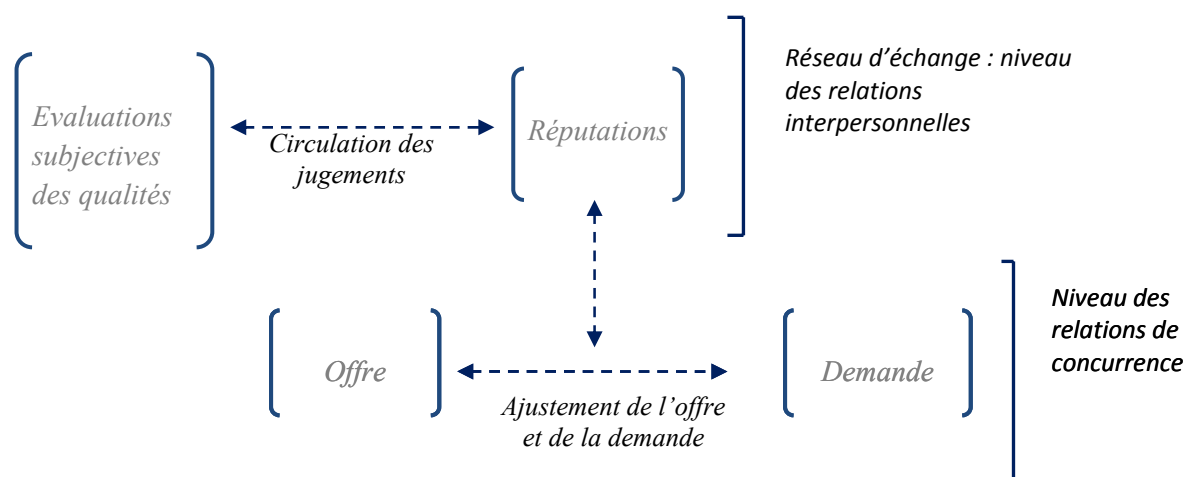 Evaluations
subjectives
des qualités
Circulation des
jugements
Réputations
Réseau d’échange : niveau
des relations
interpersonnelles
Offre
Ajustement de l’offre
et de la demande
Demande
Niveau des
relations de
concurrence